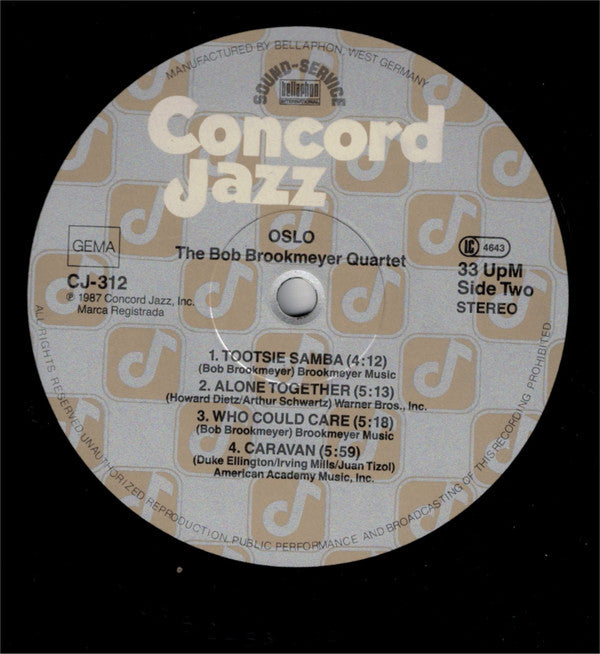 MANUFACTURED BY BELLAPHON, WEST GERMANY
SOUND-SERVICE
bellaphon
INTERNATIONAL
Concord
Jazz
OSLO
The Bob Brookmeyer Quartet
GEMA
CJ-312
℗ 1987 Concord Jazz, Inc.
Marca Registrada
LC 4643
33 UpM
Side Two
STEREO
1. TOOTSIE SAMBA (4:12)
(Bob Brookmeyer) Brookmeyer Music
2. ALONE TOGETHER (5:13)
(Howard Dietz/Arthur Schwartz) Warner Bros., Inc.
3. WHO COULD CARE (5:18)
(Bob Brookmeyer) Brookmeyer Music
4. CARAVAN (5:59)
(Duke Ellington/Irving Mills/Juan Tizol)
American Academy Music, Inc.
ALL RIGHTS RESERVED UNAUTHORIZED REPRODUCTION, PUBLIC PERFORMANCE AND BROADCASTING OF THIS RECORDING PROHIBITED